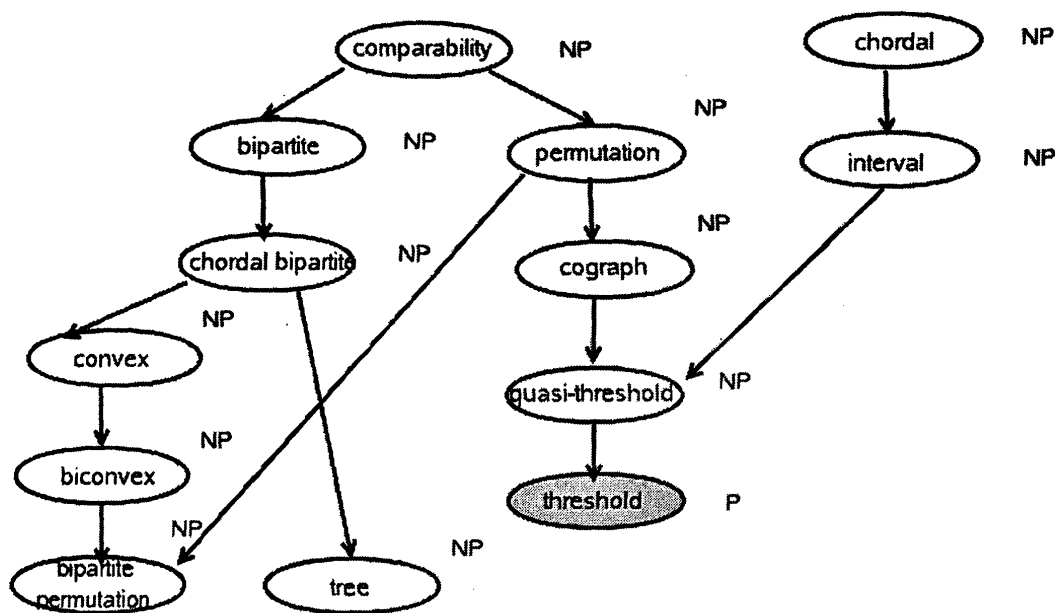 comparability NP
chordal NP
bipartite NP
permutation NP
interval NP
chordal bipartite NP
cograph NP
convex NP
quasi-threshold NP
biconvex NP
threshold P
bipartite
permutation NP
tree NP